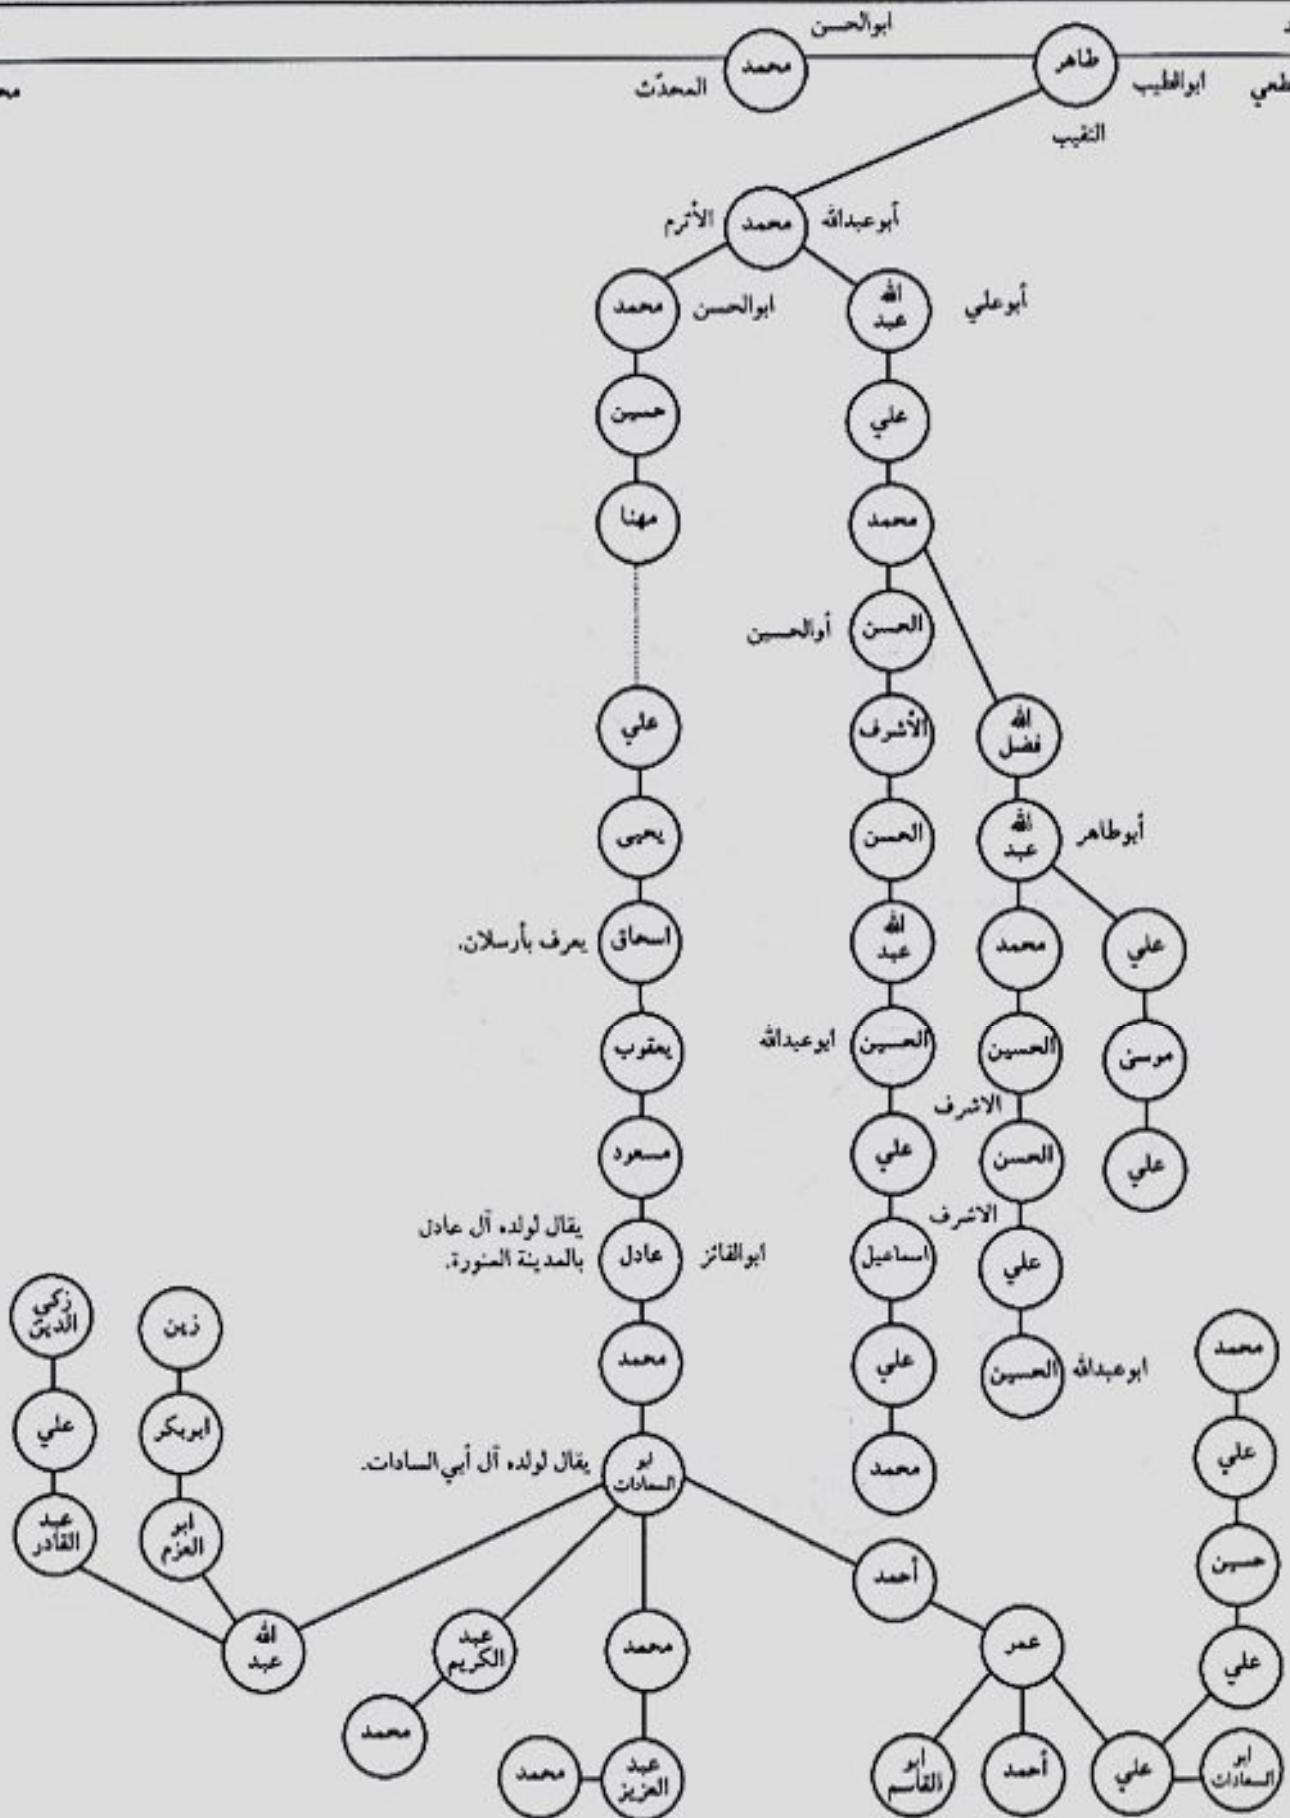 ابوالحسن
طاهر
محمد
ابوالطيب
المحدّث
النقيب
أبوعبدالله
محمد
الأثرم
أبوعلي
الله
عبد
ابوالحسن
محمد
علي
حسين
محمد
مهنا
الحسن
أوالحسين
الله
فضل
الأشرف
علي
أبوطاهر
الله
عبد
الحسن
يحيى
علي
محمد
الله
عبد
اسحاق
يعرف بأرسلان.
موسى
الحسين
الحسين
ابوعبدالله
يعقوب
الاشرف
علي
الحسن
علي
مسعود
الاشرف
علي
اسماعيل
ابوالفائز
عادل
يقال لولده آل عادل
بالمدينة المنورة.
زين
زكي
الدين
محمد
ابوعبدالله
الحسين
علي
محمد
علي
ابوبكر
علي
محمد
ابو
السعادات
يقال لولده آل أبي السادات.
ابو
العزم
عبد
القادر
حسين
أحمد
علي
عمر
محمد
عبد
الكريم
الله
عبد
محمد
ابو
السعادات
علي
أحمد
ابو
القاسم
عبد
العزيز
محمد